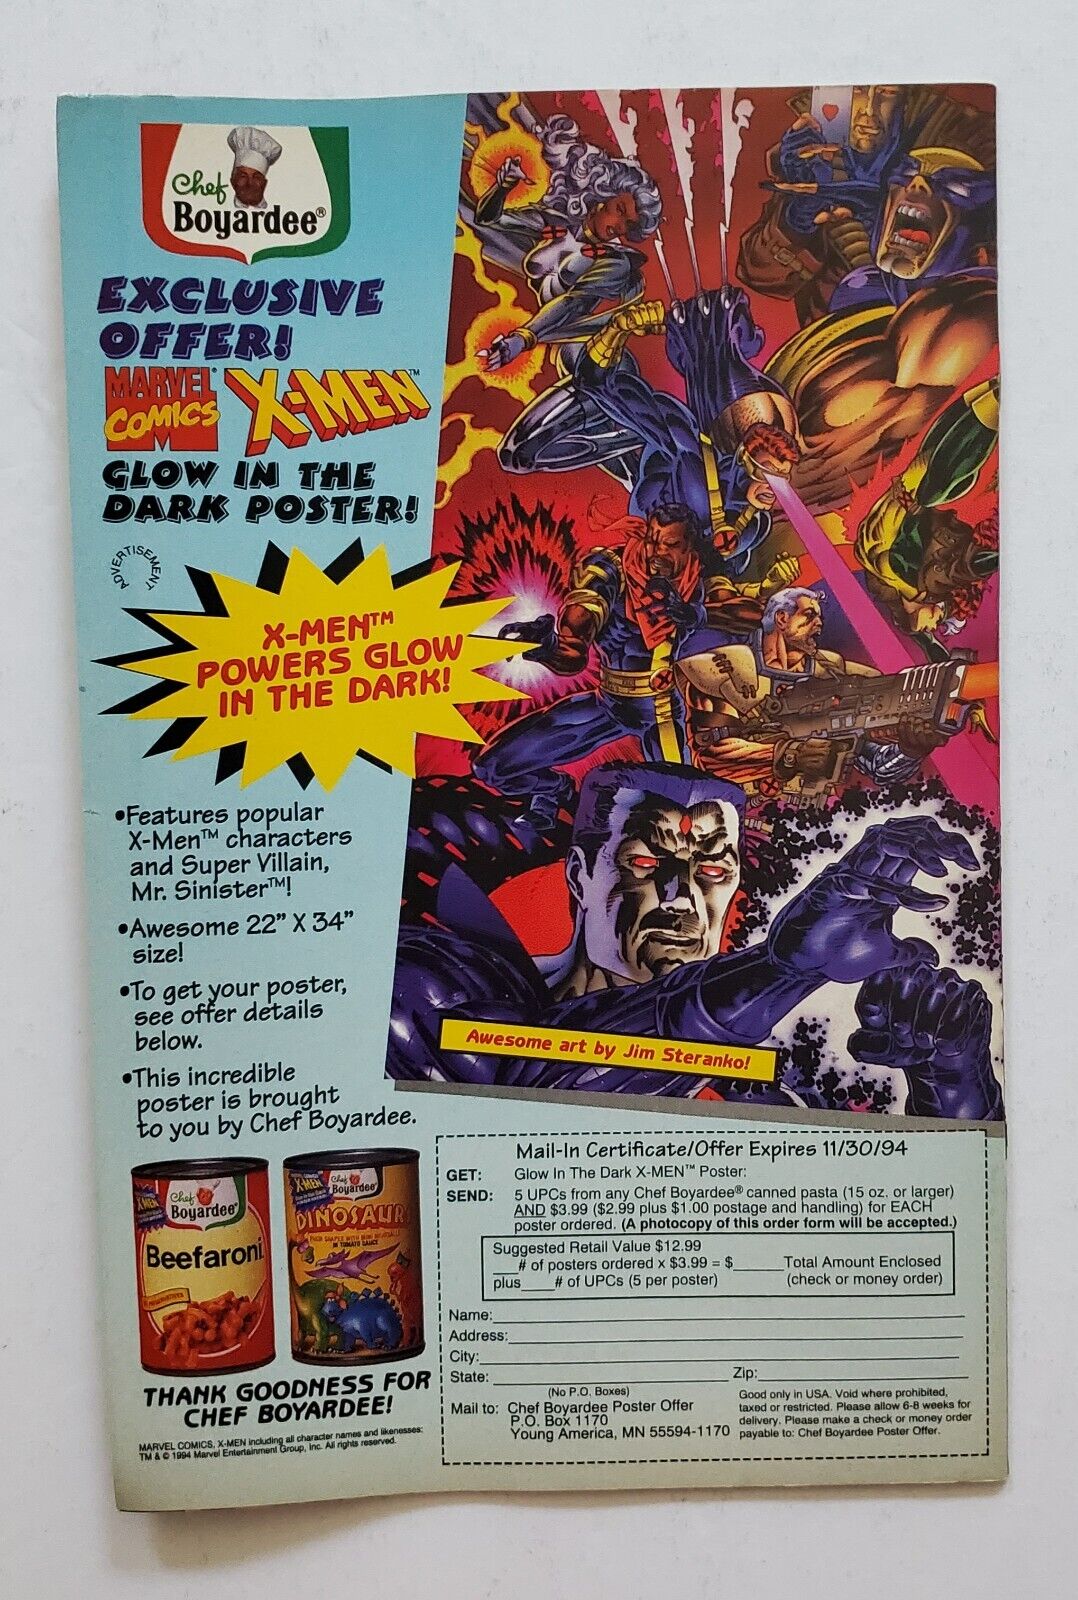 Chef
Boyardee®
EXCLUSIVE
OFFER!
MARVEL®
COMICS
X-MEN™
GLOW IN THE
DARK POSTER!
ADVERTISEMENT
X-MEN™
POWERS GLOW
IN THE DARK!
•Features popular
X-Men™ characters
and Super Villain,
Mr. Sinister™!
•Awesome 22” X 34”
size!
•To get your poster,
see offer details
below.
•This incredible
poster is brought
to you by Chef Boyardee.
Awesome art by Jim Steranko!
X-MEN
Chef
Boyardee®
Beefaroni
X-MEN
Chef
Boyardee
DINOSAURS
IN TOMATO SAUCE
THANK GOODNESS FOR
CHEF BOYARDEE!
MARVEL COMICS, X-MEN including all character names and likenesses:
TM & © 1994 Marvel Entertainment Group, Inc. All rights reserved.
Mail-In Certificate/Offer Expires 11/30/94
GET: Glow In The Dark X-MEN™ Poster:
SEND: 5 UPCs from any Chef Boyardee® canned pasta (15 oz. or larger)
AND $3.99 ($2.99 plus $1.00 postage and handling) for EACH
poster ordered. (A photocopy of this order form will be accepted.)
Suggested Retail Value $12.99
___# of posters ordered x $3.99 = $______Total Amount Enclosed
plus____# of UPCs (5 per poster) (check or money order)
Name:
Address:
City:
State: Zip:
(No P.O. Boxes)
Mail to: Chef Boyardee Poster Offer
P.O. Box 1170
Young America, MN 55594-1170
Good only in USA. Void where prohibited,
taxed or restricted. Please allow 6-8 weeks for
delivery. Please make a check or money order
payable to: Chef Boyardee Poster Offer.